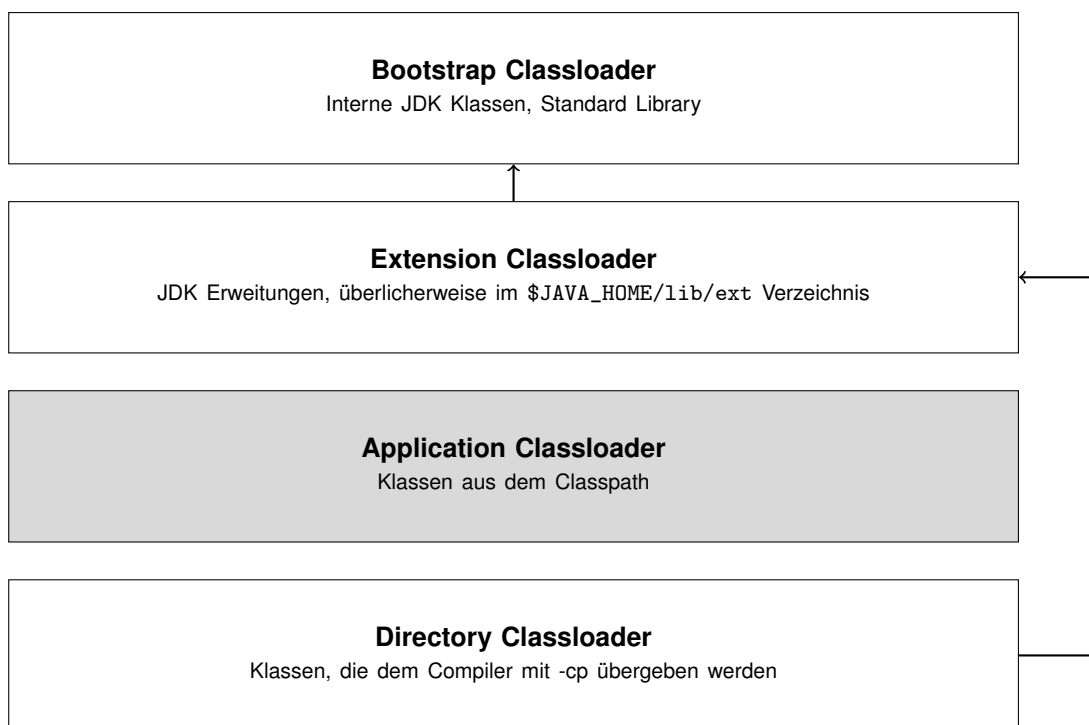 Bootstrap Classloader
Interne JDK Klassen, Standard Library
Extension Classloader
JDK Erweitungen, überlicherweise im $JAVA_HOME/lib/ext Verzeichnis
Application Classloader
Klassen aus dem Classpath
Directory Classloader
Klassen, die dem Compiler mit -cp übergeben werden